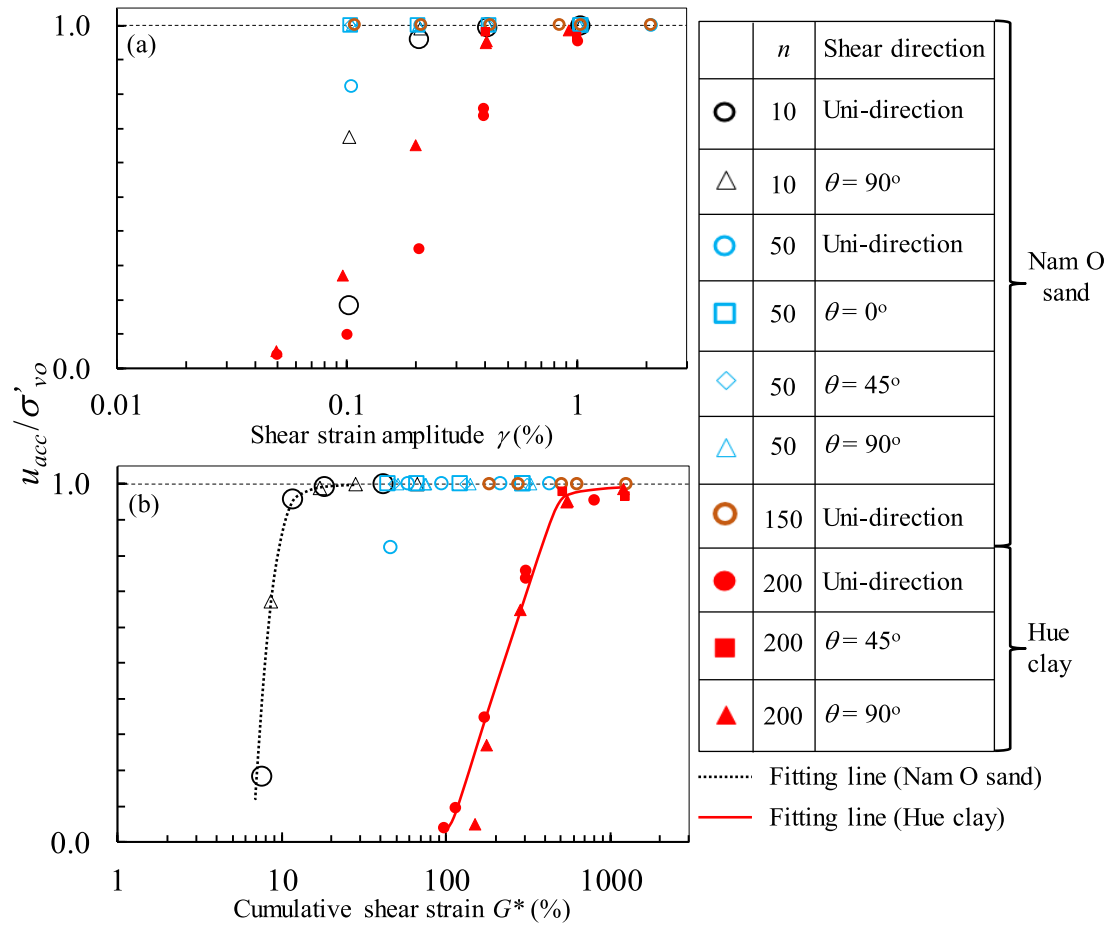 1.0
(a)
0.0
0.01
0.1
1
Shear strain amplitude γ (%)
u_acc/σ'_vo
1.0
(b)
0.0
1
10
100
1000
Cumulative shear strain G* (%)
n Shear direction
10 Uni-direction
10 θ = 90°
50 Uni-direction
50 θ = 0°
50 θ = 45°
50 θ = 90°
150 Uni-direction
200 Uni-direction
200 θ = 45°
200 θ = 90°
Nam O
sand
Hue
clay
Fitting line (Nam O sand)
Fitting line (Hue clay)